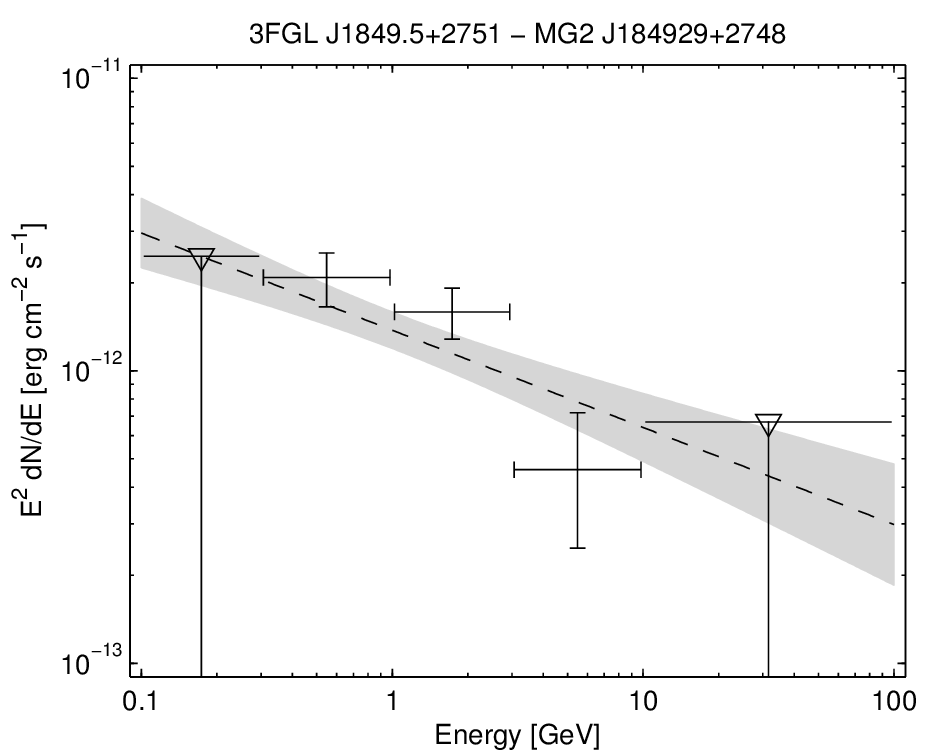 3FGL J1849.5+2751 − MG2 J184929+2748
10⁻¹¹
10⁻¹²
10⁻¹³
E² dN/dE [erg cm⁻² s⁻¹]
0.1 1 10 100
Energy [GeV]